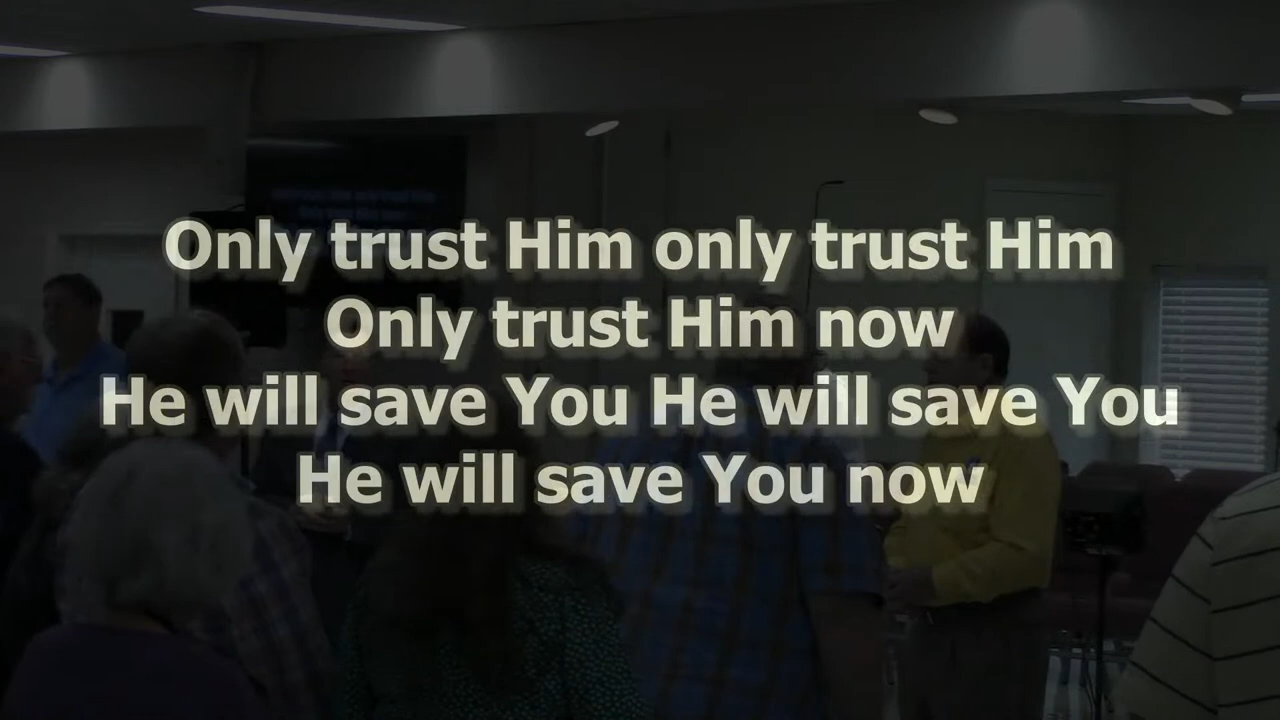 Only trust Him only trust Him
Only trust Him now
He will save You He will save You
He will save You now